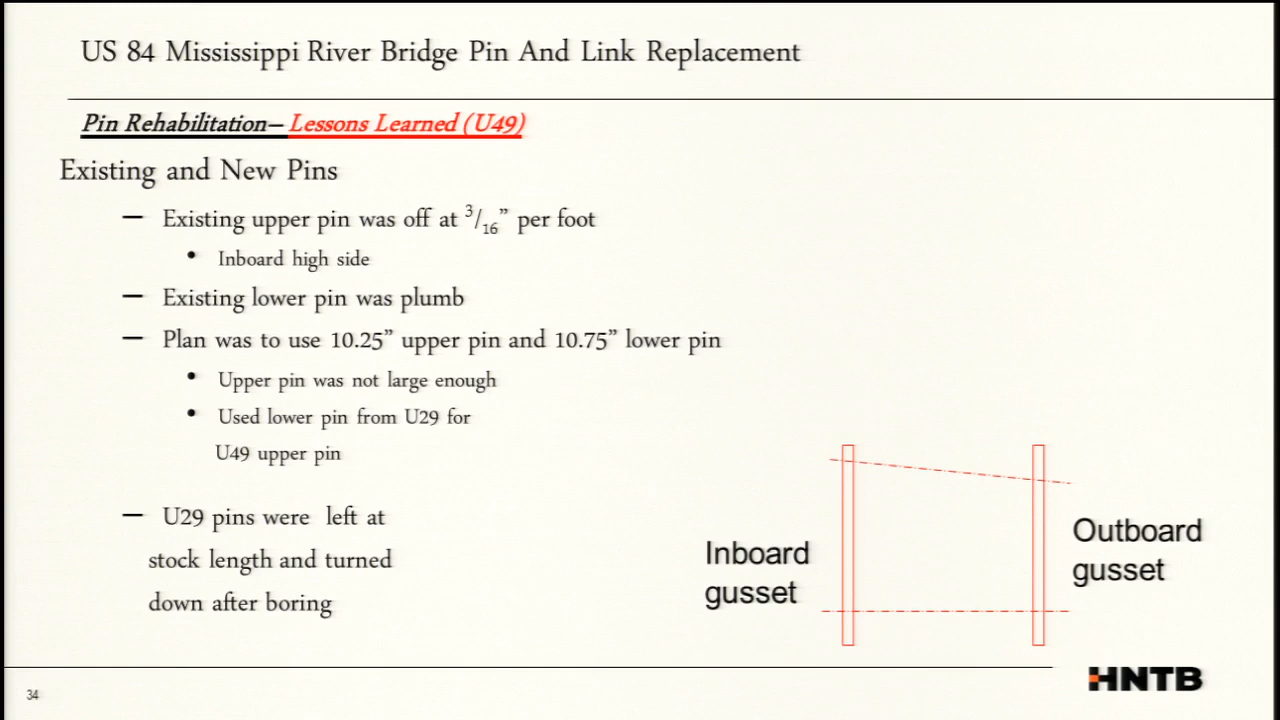 US 84 Mississippi River Bridge Pin And Link Replacement
Pin Rehabilitation– Lessons Learned (U49)
Existing and New Pins
— Existing upper pin was off at 3/16” per foot
• Inboard high side
— Existing lower pin was plumb
— Plan was to use 10.25” upper pin and 10.75” lower pin
• Upper pin was not large enough
• Used lower pin from U29 for
U49 upper pin
— U29 pins were left at
stock length and turned
down after boring
Inboard
gusset
Outboard
gusset
34
HNTB